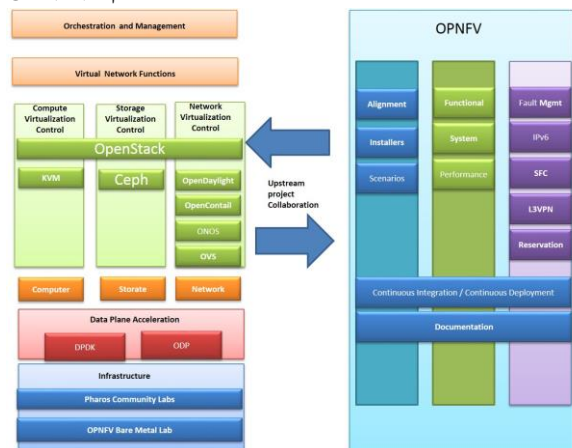 Orchestration and Management
Virtual Network Functions
Compute
Virtualization
Control
Storage
Virtualization
Control
Network
Virtualization
Control
OpenStack
KVM
Ceph
OpenDaylight
OpenContail
ONOS
OVS
Computer
Storate
Network
Data Plane Acceleration
DPDK
ODP
Infrastructure
Pharos Community Labs
OPNFV Bare Metal Lab
Upstream
project
Collaboration
OPNFV
Alignment
Installers
Scenarios
Functional
System
Performance
Fault Mgmt
IPv6
SFC
L3VPN
Reservation
Continuous Integration / Continuous Deployment
Documentation